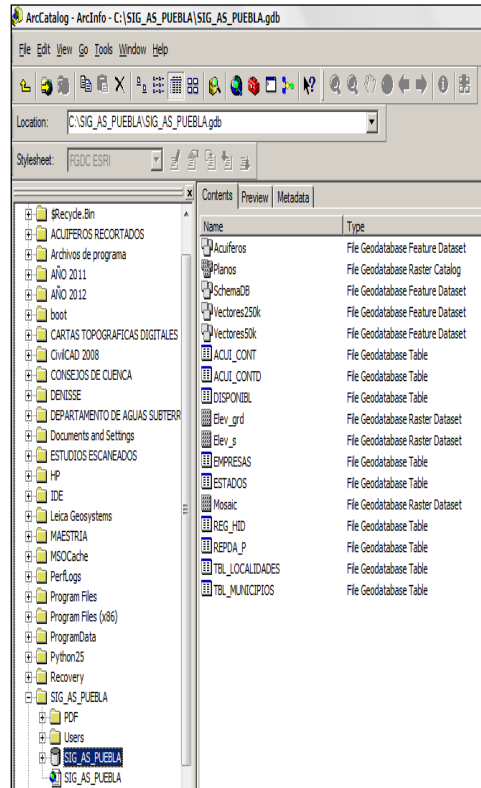 ArcCatalog - ArcInfo - C:\SIG_AS_PUEBLA\SIG_AS_PUEBLA.gdb
File Edit View Go Tools Window Help
Location: C:\SIG_AS_PUEBLA\SIG_AS_PUEBLA.gdb
Stylesheet: FGDC ESRI
$Recycle.Bin
ACUIFEROS RECORTADOS
Archivos de programa
AÑO 2011
AÑO 2012
boot
CARTAS TOPOGRAFICAS DIGITALES
CivilCAD 2008
CONSEJOS DE CUENCA
DENISSE
DEPARTAMENTO DE AGUAS SUBTERR
Documents and Settings
ESTUDIOS ESCANEADOS
HP
IDE
Leica Geosystems
MAESTRIA
MSOCache
PerfLogs
Program Files
Program Files (x86)
ProgramData
Python25
Recovery
SIG_AS_PUEBLA
PDF
Users
SIG_AS_PUEBLA
SIG_AS_PUEBLA
Contents Preview Metadata
Name Type
Acuiferos File Geodatabase Feature Dataset
Planos File Geodatabase Raster Catalog
SchemaDB File Geodatabase Feature Dataset
Vectores250k File Geodatabase Feature Dataset
Vectores50k File Geodatabase Feature Dataset
ACUI_CONT File Geodatabase Table
ACUI_CONTD File Geodatabase Table
DISPONIBL File Geodatabase Table
Elev_grd File Geodatabase Raster Dataset
Elev_s File Geodatabase Raster Dataset
EMPRESAS File Geodatabase Table
ESTADOS File Geodatabase Table
Mosaic File Geodatabase Raster Dataset
REG_HID File Geodatabase Table
REPDA_P File Geodatabase Table
TBL_LOCALIDADES File Geodatabase Table
TBL_MUNICIPIOS File Geodatabase Table